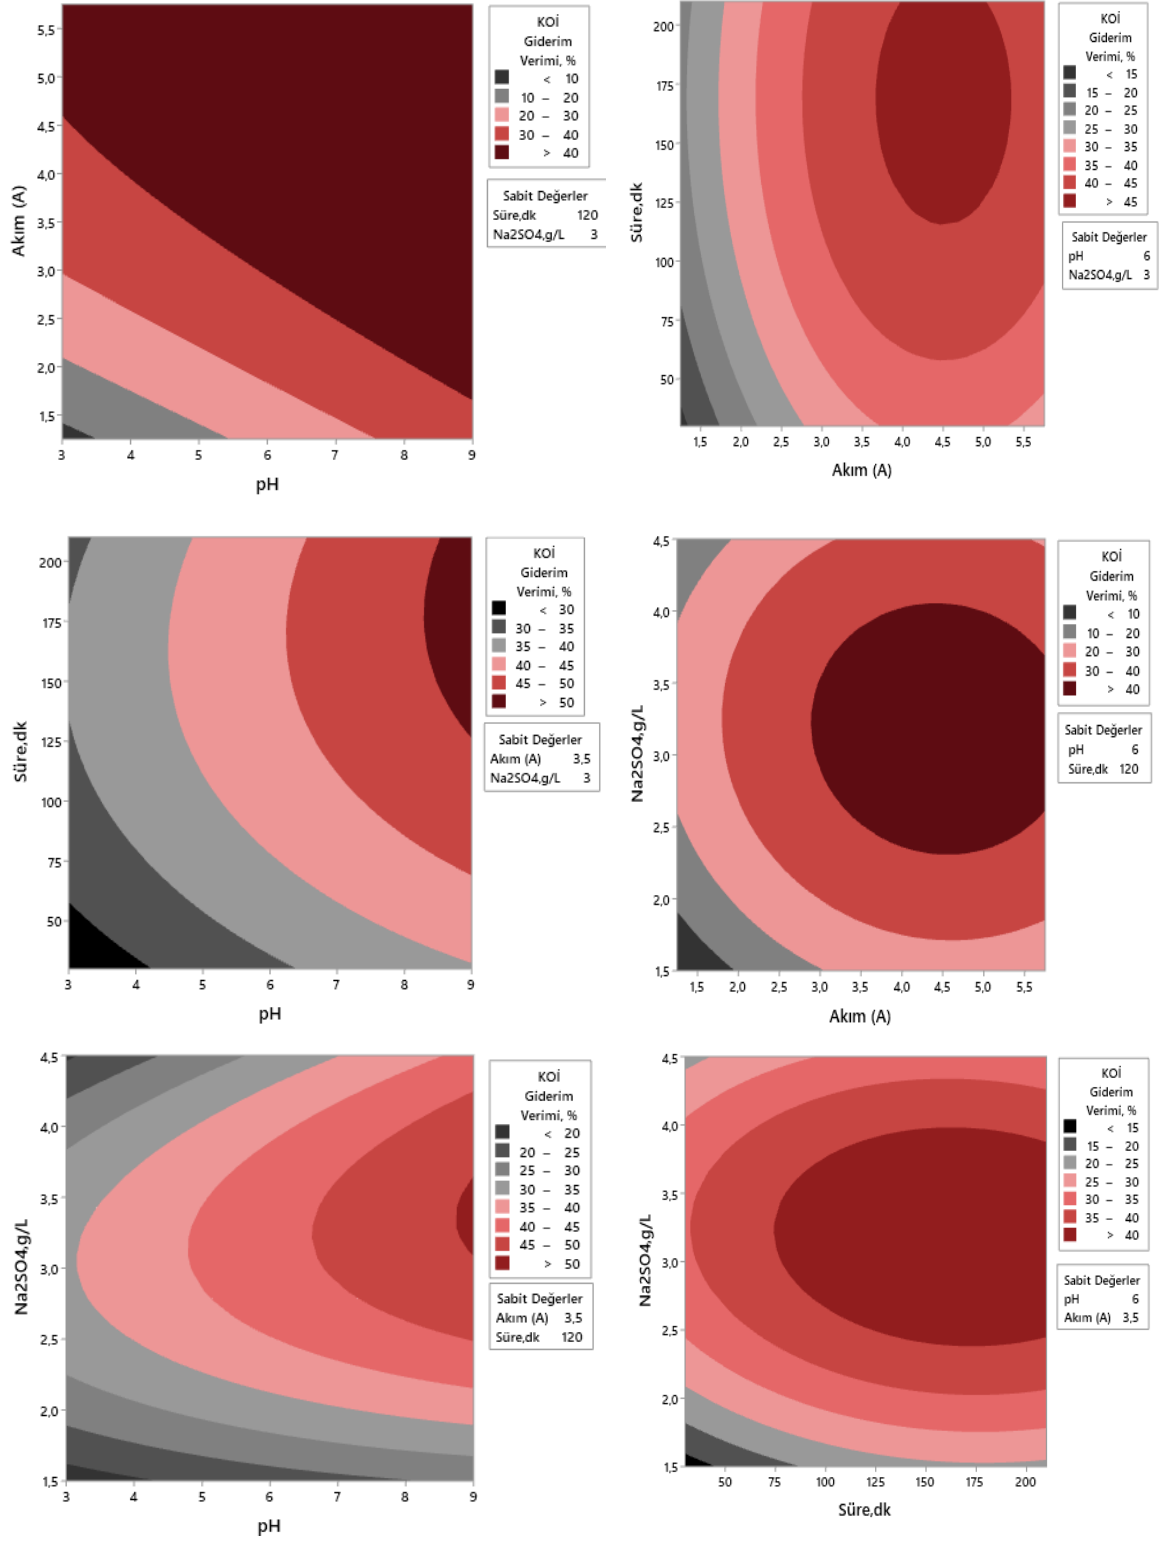 5,5
5,0
4,5
4,0
3,5
3,0
2,5
2,0
1,5
Akım (A)
3 4 5 6 7 8 9
pH
KOİ
Giderim
Verimi, %
< 10
10 – 20
20 – 30
30 – 40
> 40
Sabit Değerler
Süre,dk 120
Na2SO4,g/L 3
200
175
150
125
100
75
50
Süre,dk
1,5 2,0 2,5 3,0 3,5 4,0 4,5 5,0 5,5
Akım (A)
KOİ
Giderim
Verimi, %
< 15
15 – 20
20 – 25
25 – 30
30 – 35
35 – 40
40 – 45
> 45
Sabit Değerler
pH 6
Na2SO4,g/L 3
200
175
150
125
100
75
50
Süre,dk
3 4 5 6 7 8 9
pH
KOİ
Giderim
Verimi, %
< 30
30 – 35
35 – 40
40 – 45
45 – 50
> 50
Sabit Değerler
Akım (A) 3,5
Na2SO4,g/L 3
4,5
4,0
3,5
3,0
2,5
2,0
1,5
Na2SO4,g/L
1,5 2,0 2,5 3,0 3,5 4,0 4,5 5,0 5,5
Akım (A)
KOİ
Giderim
Verimi, %
< 10
10 – 20
20 – 30
30 – 40
> 40
Sabit Değerler
pH 6
Süre,dk 120
4,5
4,0
3,5
3,0
2,5
2,0
1,5
Na2SO4,g/L
3 4 5 6 7 8 9
pH
KOİ
Giderim
Verimi, %
< 20
20 – 25
25 – 30
30 – 35
35 – 40
40 – 45
45 – 50
> 50
Sabit Değerler
Akım (A) 3,5
Süre,dk 120
4,5
4,0
3,5
3,0
2,5
2,0
1,5
Na2SO4,g/L
50 75 100 125 150 175 200
Süre,dk
KOİ
Giderim
Verimi, %
< 15
15 – 20
20 – 25
25 – 30
30 – 35
35 – 40
> 40
Sabit Değerler
pH 6
Akım (A) 3,5